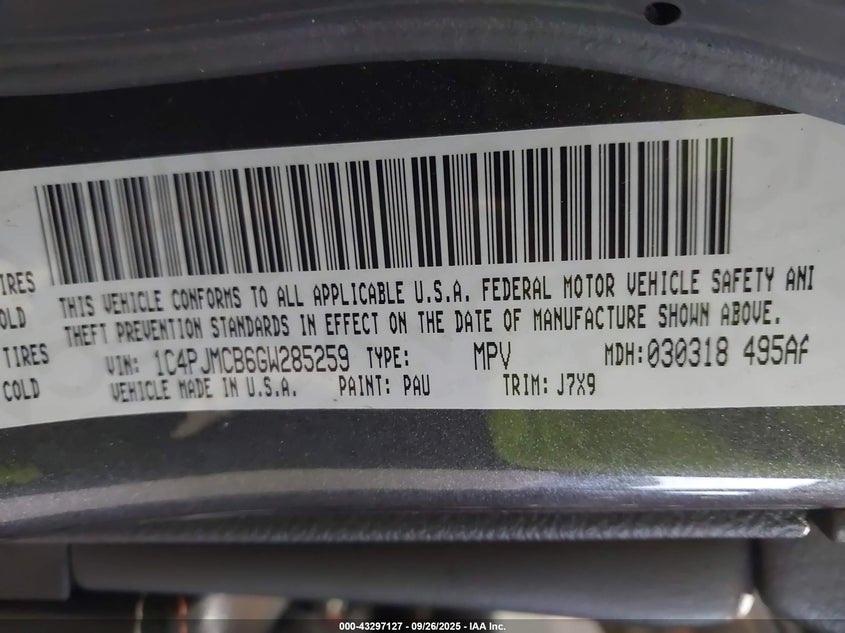 IRES
OLD
TIRES
COLD
THIS VEHICLE CONFORMS TO ALL APPLICABLE U.S.A. FEDERAL MOTOR VEHICLE SAFETY ANI
THEFT PREVENTION STANDARDS IN EFFECT ON THE DATE OF MANUFACTURE SHOWN ABOVE.
VIN: 1C4PJMCB6GW285259 TYPE: MPV MDH:030318 495AF
VEHICLE MADE IN U.S.A. PAINT: PAU TRIM: J7X9
000-43297127 - 09/26/2025 - IAA Inc.